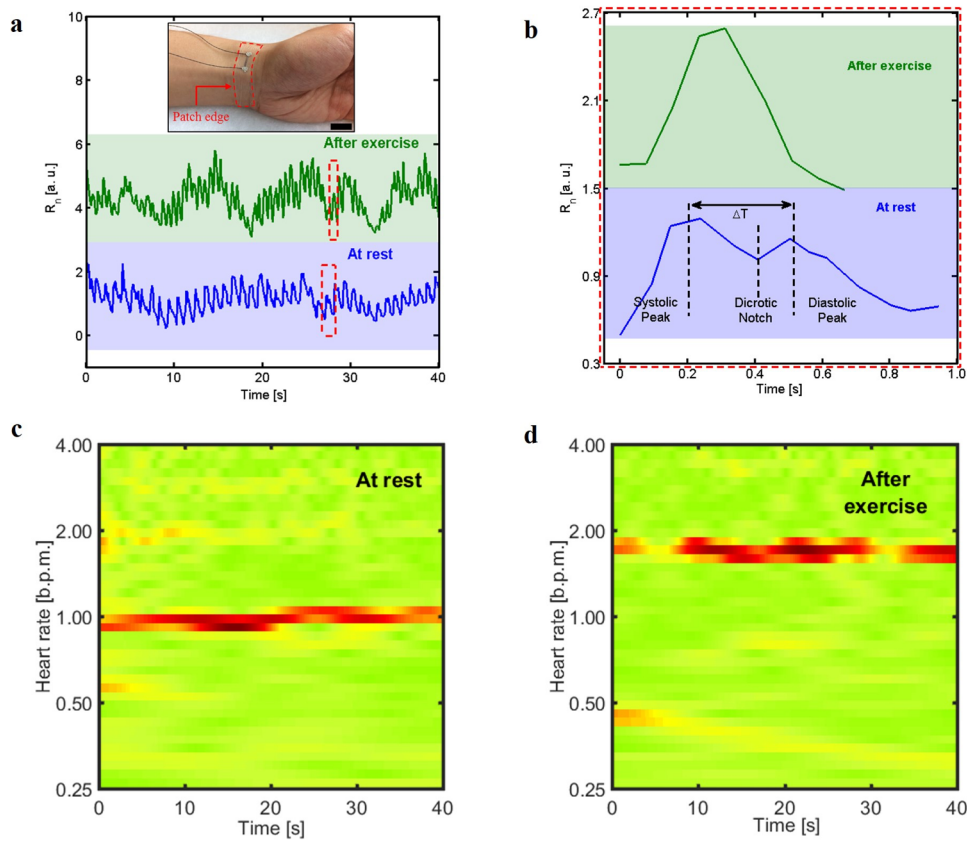 a
R_n [a. u.]
10
8
6
4
2
0
Patch edge
After exercise
At rest
0
10
20
30
40
Time [s]
b
R_n [a. u.]
2.7
2.1
1.5
0.9
0.3
After exercise
At rest
ΔT
Systolic
Peak
Dicrotic
Notch
Diastolic
Peak
0
0.2
0.4
0.6
0.8
1.0
Time [s]
c
Heart rate [b.p.m.]
4.00
2.00
1.00
0.50
0.25
At rest
0
10
20
30
40
Time [s]
d
Heart rate [b.p.m.]
4.00
2.00
1.00
0.50
0.25
After
exercise
0
10
20
30
40
Time [s]